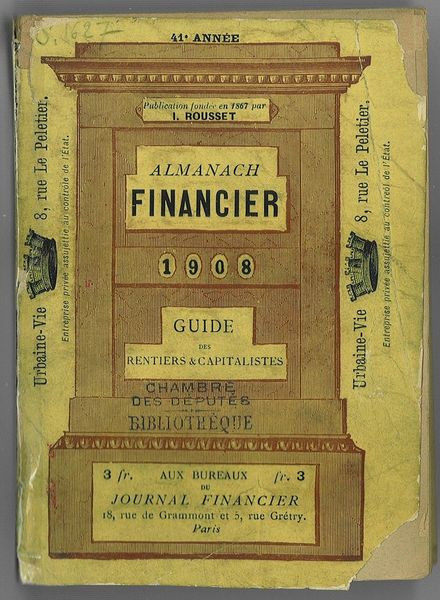 V.1627
41e ANNÉE
Publication fondée en 1867 par
I. ROUSSET
ALMANACH
FINANCIER
1908
GUIDE
DES
RENTIERS & CAPITALISTES
CHAMBRE
DES DÉPUTÉS
BIBLIOTHÈQUE
3 fr. AUX BUREAUX fr. 3
DU
JOURNAL FINANCIER
18, rue de Grammont et 5, rue Grétry.
Paris
Urbaine-Vie 8, rue Le Peletier.
Entreprise privée assujettie au contrôle de l'État.
Urbaine-Vie 8, rue Le Peletier.
Entreprise privée assujettie au contrôle de l'État.